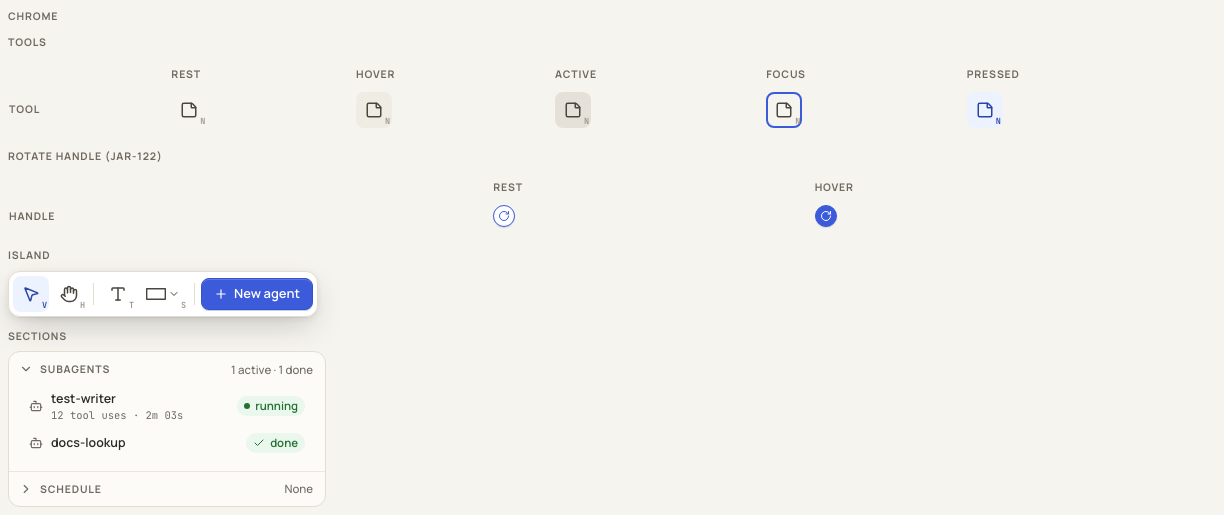 CHROME
TOOLS
REST HOVER ACTIVE FOCUS PRESSED
TOOL N N N N N
ROTATE HANDLE (JAR-122)
REST HOVER
HANDLE
ISLAND
V H T S + New agent
SECTIONS
SUBAGENTS 1 active · 1 done
test-writer running
12 tool uses · 2m 03s
docs-lookup done
SCHEDULE None